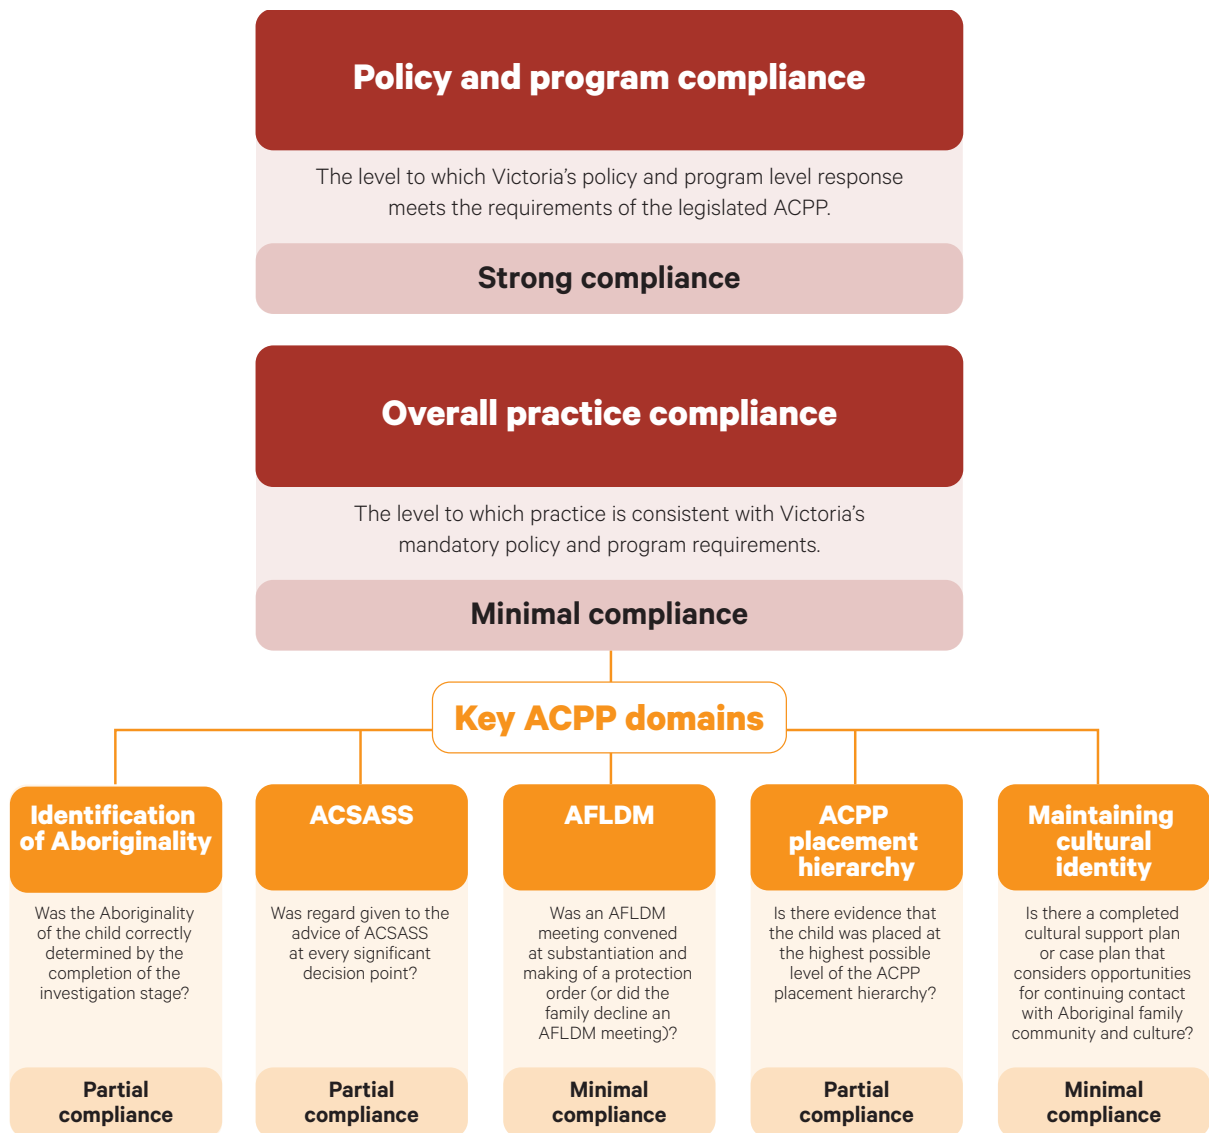 Policy and program compliance
The level to which Victoria’s policy and program level response
meets the requirements of the legislated ACPP.
Strong compliance
Overall practice compliance
The level to which practice is consistent with Victoria’s
mandatory policy and program requirements.
Minimal compliance
Key ACPP domains
Identification
of Aboriginality
Was the Aboriginality
of the child correctly
determined by the
completion of the
investigation stage?
Partial
compliance
ACSASS
Was regard given to the
advice of ACSASS
at every significant
decision point?
Partial
compliance
AFLDM
Was an AFLDM
meeting convened
at substantiation and
making of a protection
order (or did the
family decline an
AFLDM meeting)?
Minimal
compliance
ACPP
placement
hierarchy
Is there evidence that
the child was placed at
the highest possible
level of the ACPP
placement hierarchy?
Partial
compliance
Maintaining
cultural
identity
Is there a completed
cultural support plan
or case plan that
considers opportunities
for continuing contact
with Aboriginal family
community and culture?
Minimal
compliance